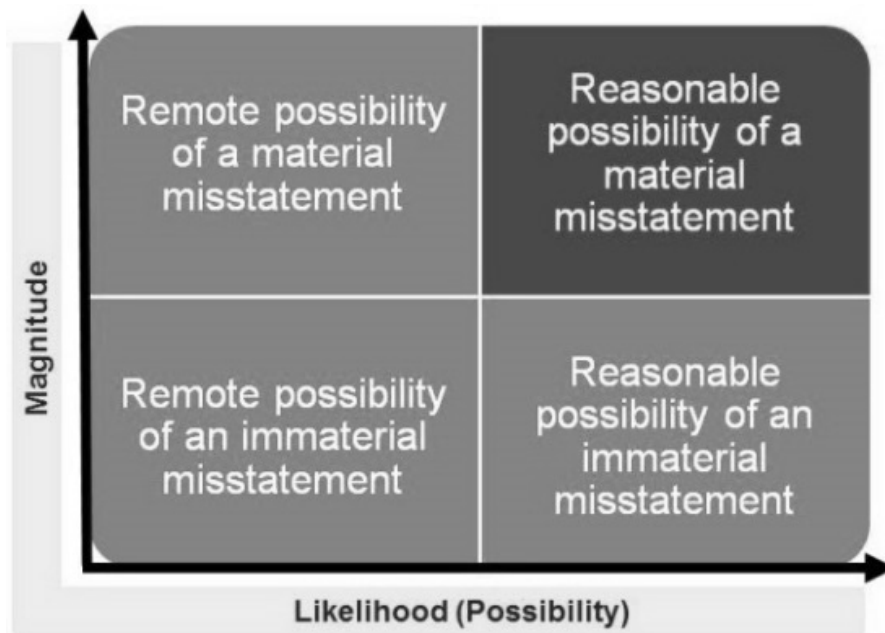 Magnitude
Remote possibility
of a material
misstatement
Reasonable
possibility of a
material
misstatement
Remote possibility
of an immaterial
misstatement
Reasonable
possibility of an
immaterial
misstatement
Likelihood (Possibility)